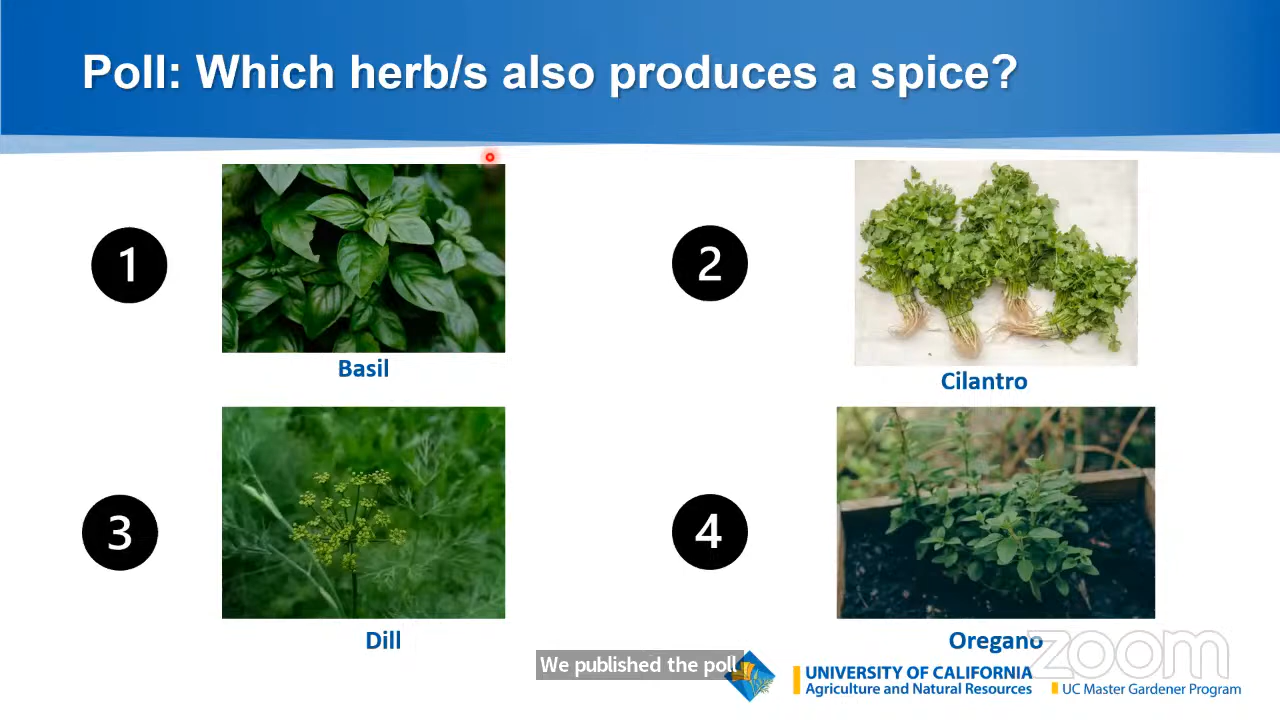 Poll: Which herb/s also produces a spice?
1
2
Basil
Cilantro
3
4
Dill
Oregano
zoom
We published the poll
UNIVERSITY OF CALIFORNIA
Agriculture and Natural Resources
UC Master Gardener Program